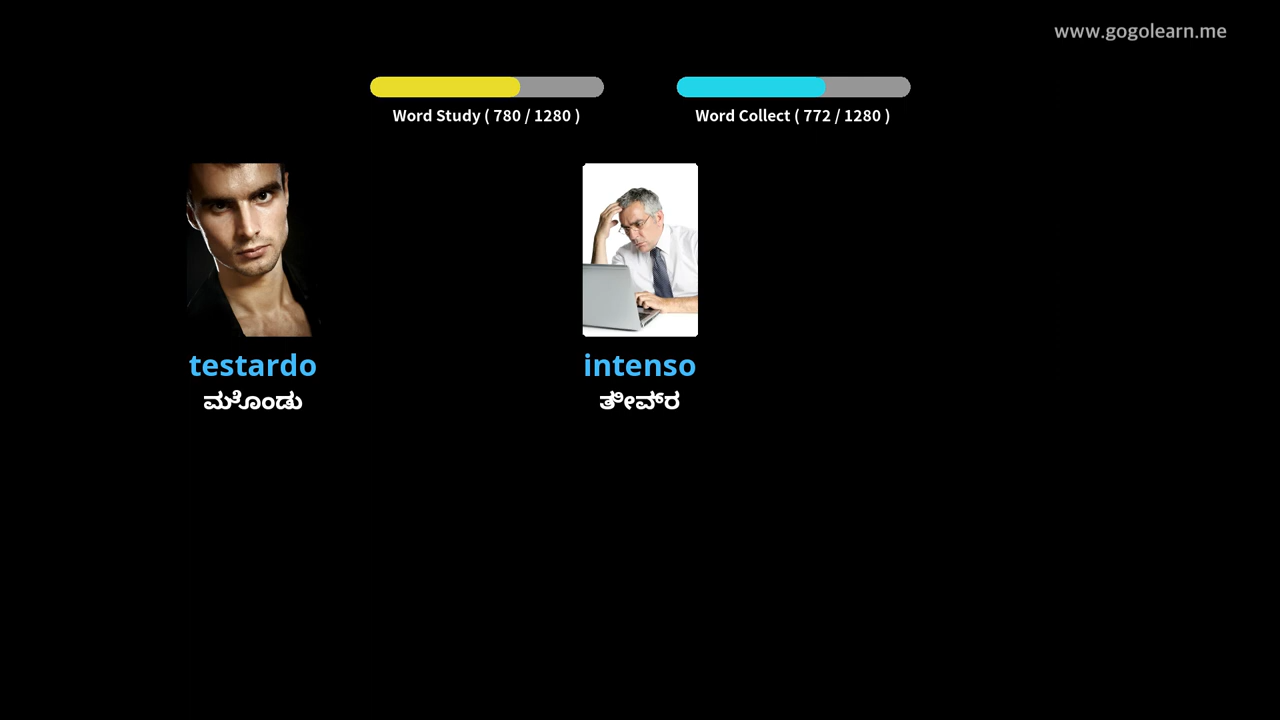 www.gogolearn.me
Word Study ( 780 / 1280 )
Word Collect ( 772 / 1280 )
testardo
intenso
ಮೊಂಡು
ತೀವ್ರ